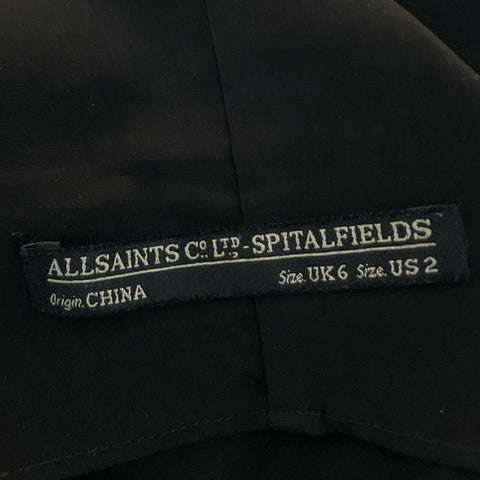 ALLSAINTS Cº. LTD. - SPITALFIELDS
Origin. CHINA Size. UK 6 Size. US 2